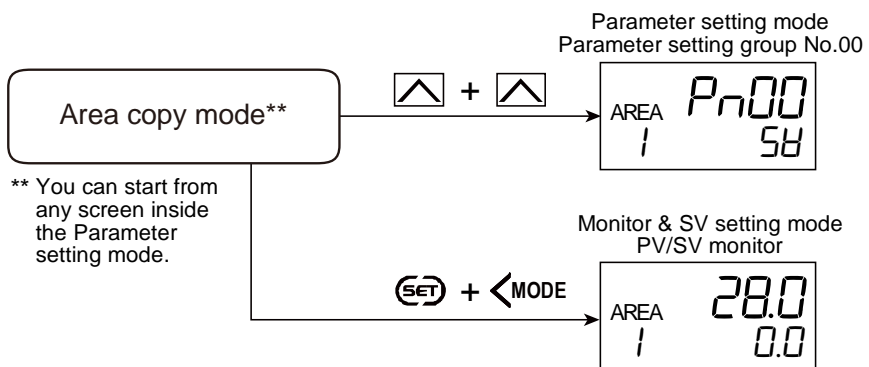 Parameter setting mode
Parameter setting group No.00
Area copy mode**
+
AREA
1
Pn00
SV
** You can start from
any screen inside
the Parameter
setting mode.
Monitor & SV setting mode
PV/SV monitor
SET + <MODE
AREA
1
28.0
0.0